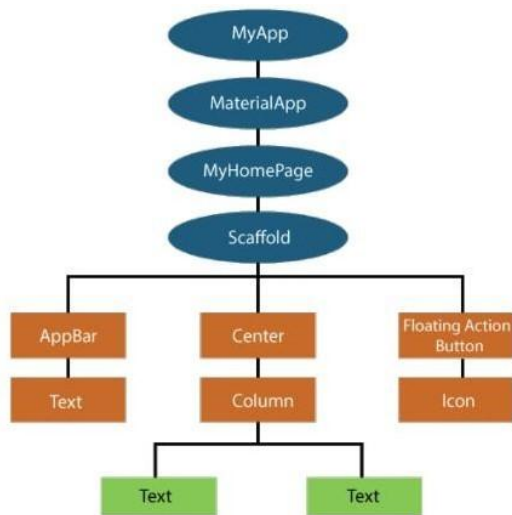 MyApp
MaterialApp
MyHomePage
Scaffold
AppBar
Center
Floating Action
Button
Text
Column
Icon
Text
Text